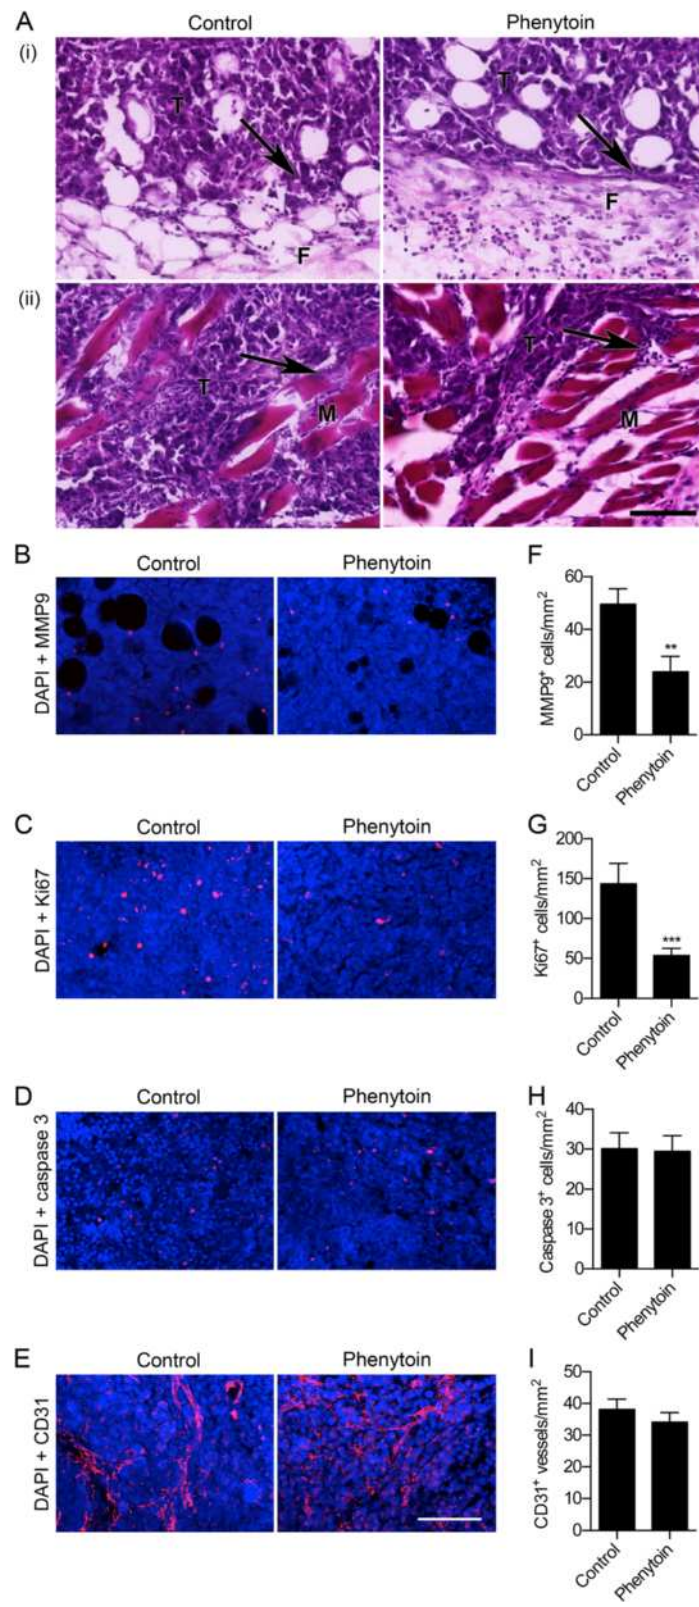 A Control Phenytoin
(i)
T T
F F
(ii)
T T
M M
B Control Phenytoin F
DAPI + MMP9
MMP9+ cells/mm2
60
40
20
0
**
Control Phenytoin
C Control Phenytoin G
DAPI + Ki67
Ki67+ cells/mm2
200
150
100
50
0
***
Control Phenytoin
D Control Phenytoin H
DAPI + caspase 3
Caspase 3+ cells/mm2
40
30
20
10
0
Control Phenytoin
E Control Phenytoin I
DAPI + CD31
CD31+ vessels/mm2
50
40
30
20
10
0
Control Phenytoin